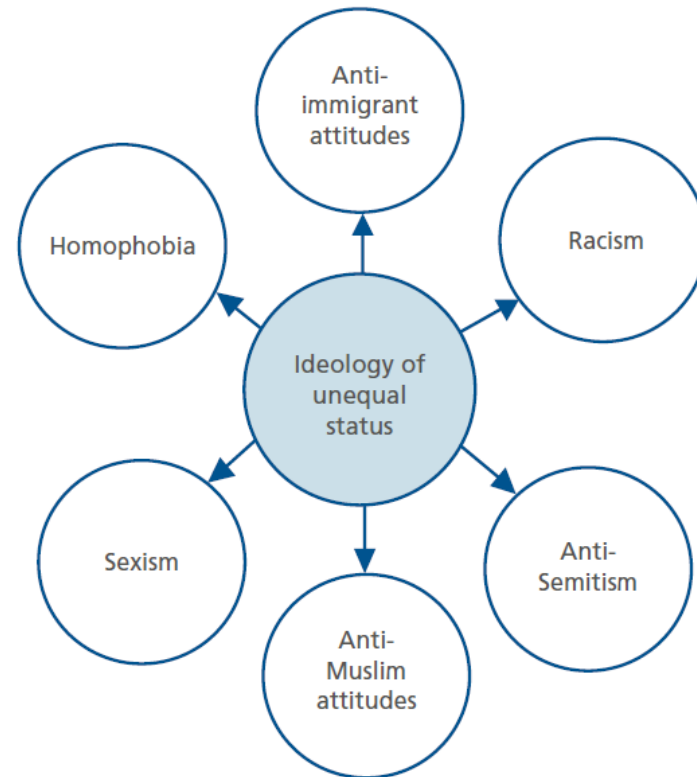 Anti-
immigrant
attitudes
Homophobia
Racism
Ideology of
unequal
status
Sexism
Anti-
Semitism
Anti-
Muslim
attitudes